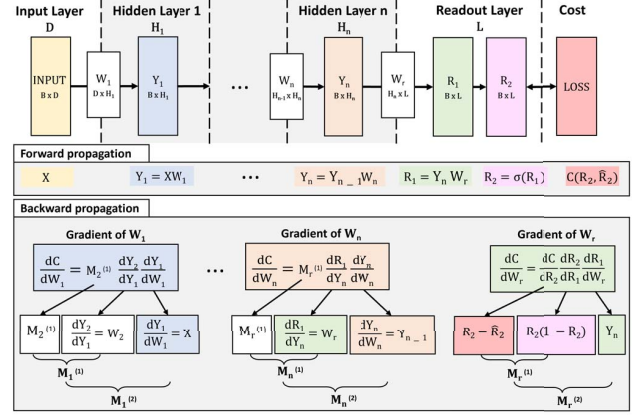 Input Layer
D
Hidden Layer 1
H₁
Hidden Layer n
Hₙ
Readout Layer
L
Cost
INPUT
B x D
W₁
D x H₁
Y₁
B x H₁
...
Wₙ
Hₙ₋₁ x Hₙ
Yₙ
B x Hₙ
Wᵣ
Hₙ x L
R₁
B x L
R₂
B x L
LOSS
Forward propagation
X
Y₁ = XW₁
...
Yₙ = Yₙ₋₁Wₙ
R₁ = Yₙ Wᵣ
R₂ = σ(R₁)
C(R₂, R̂₂)
Backward propagation
Gradient of W₁
Gradient of Wₙ
Gradient of Wᵣ
dC/dW₁ = M₂⁽¹⁾ dY₂/dY₁ dY₁/dW₁
...
dC/dWₙ = Mᵣ⁽¹⁾ dR₁/dYₙ dYₙ/dWₙ
dC/dWᵣ = dC/dR₂ dR₂/dR₁ dR₁/dWᵣ
M₂⁽¹⁾
dY₂/dY₁ = W₂
dY₁/dW₁ = X
Mᵣ⁽¹⁾
dR₁/dYₙ = Wᵣ
dYₙ/dWₙ = Yₙ₋₁
R₂ − R̂₂
R₂(1 − R₂)
Yₙ
M₁⁽¹⁾
M₁⁽²⁾
Mₙ⁽¹⁾
Mₙ⁽²⁾
Mᵣ⁽¹⁾
Mᵣ⁽²⁾